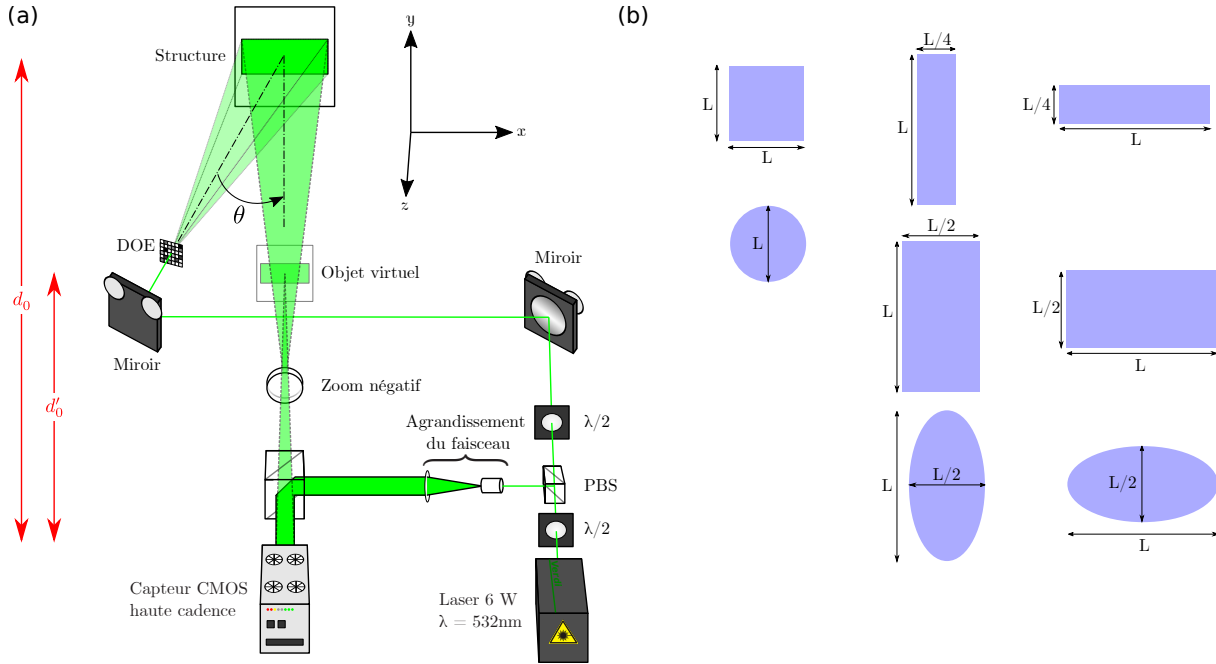 (a)
y
x
z
Structure
θ
DOE
Objet virtuel
Miroir
Miroir
d₀
d′₀
Zoom négatif
λ/2
Agrandissement
du faisceau
PBS
λ/2
Capteur CMOS
haute cadence
Laser 6 W
λ = 532nm
(b)
L
L
L/4
L
L/4
L
L
L/2
L
L/2
L
L
L/2
L/2
L